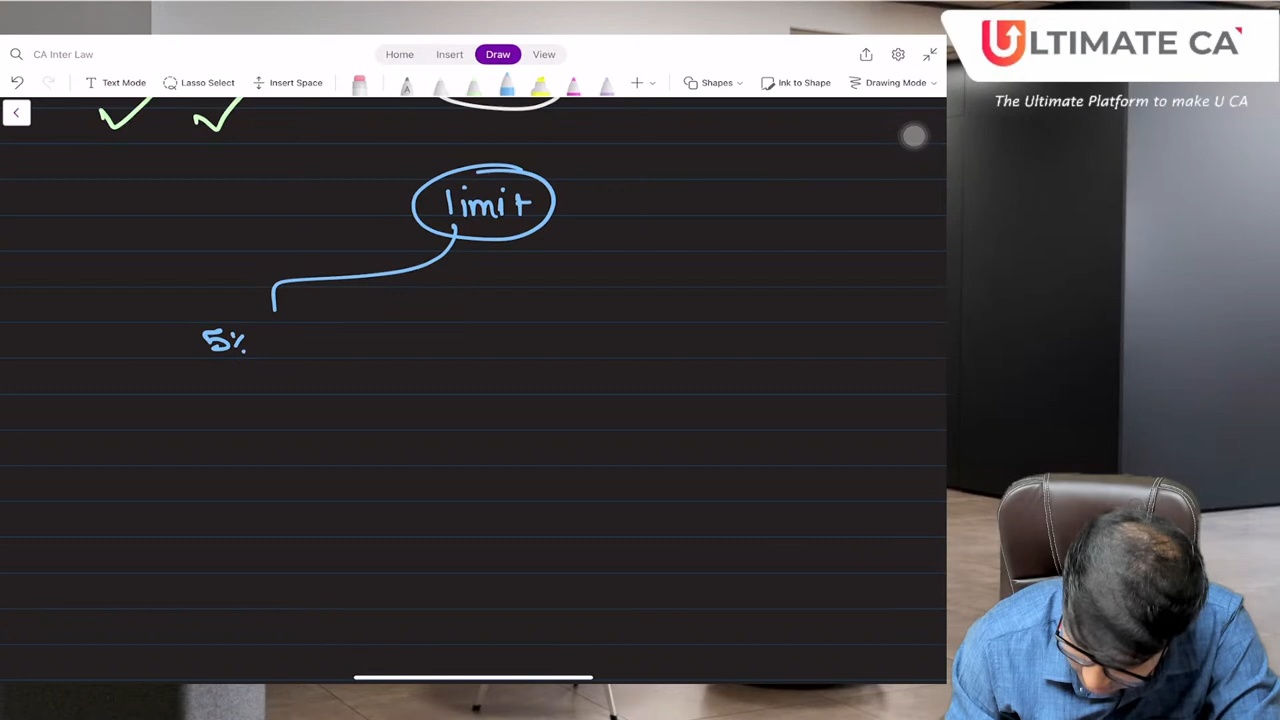 CA Inter Law
Home Insert Draw View
Text Mode Lasso Select Insert Space Shapes Ink to Shape Drawing Mode
ULTIMATE CA
The Ultimate Platform to make U CA
limit
5%